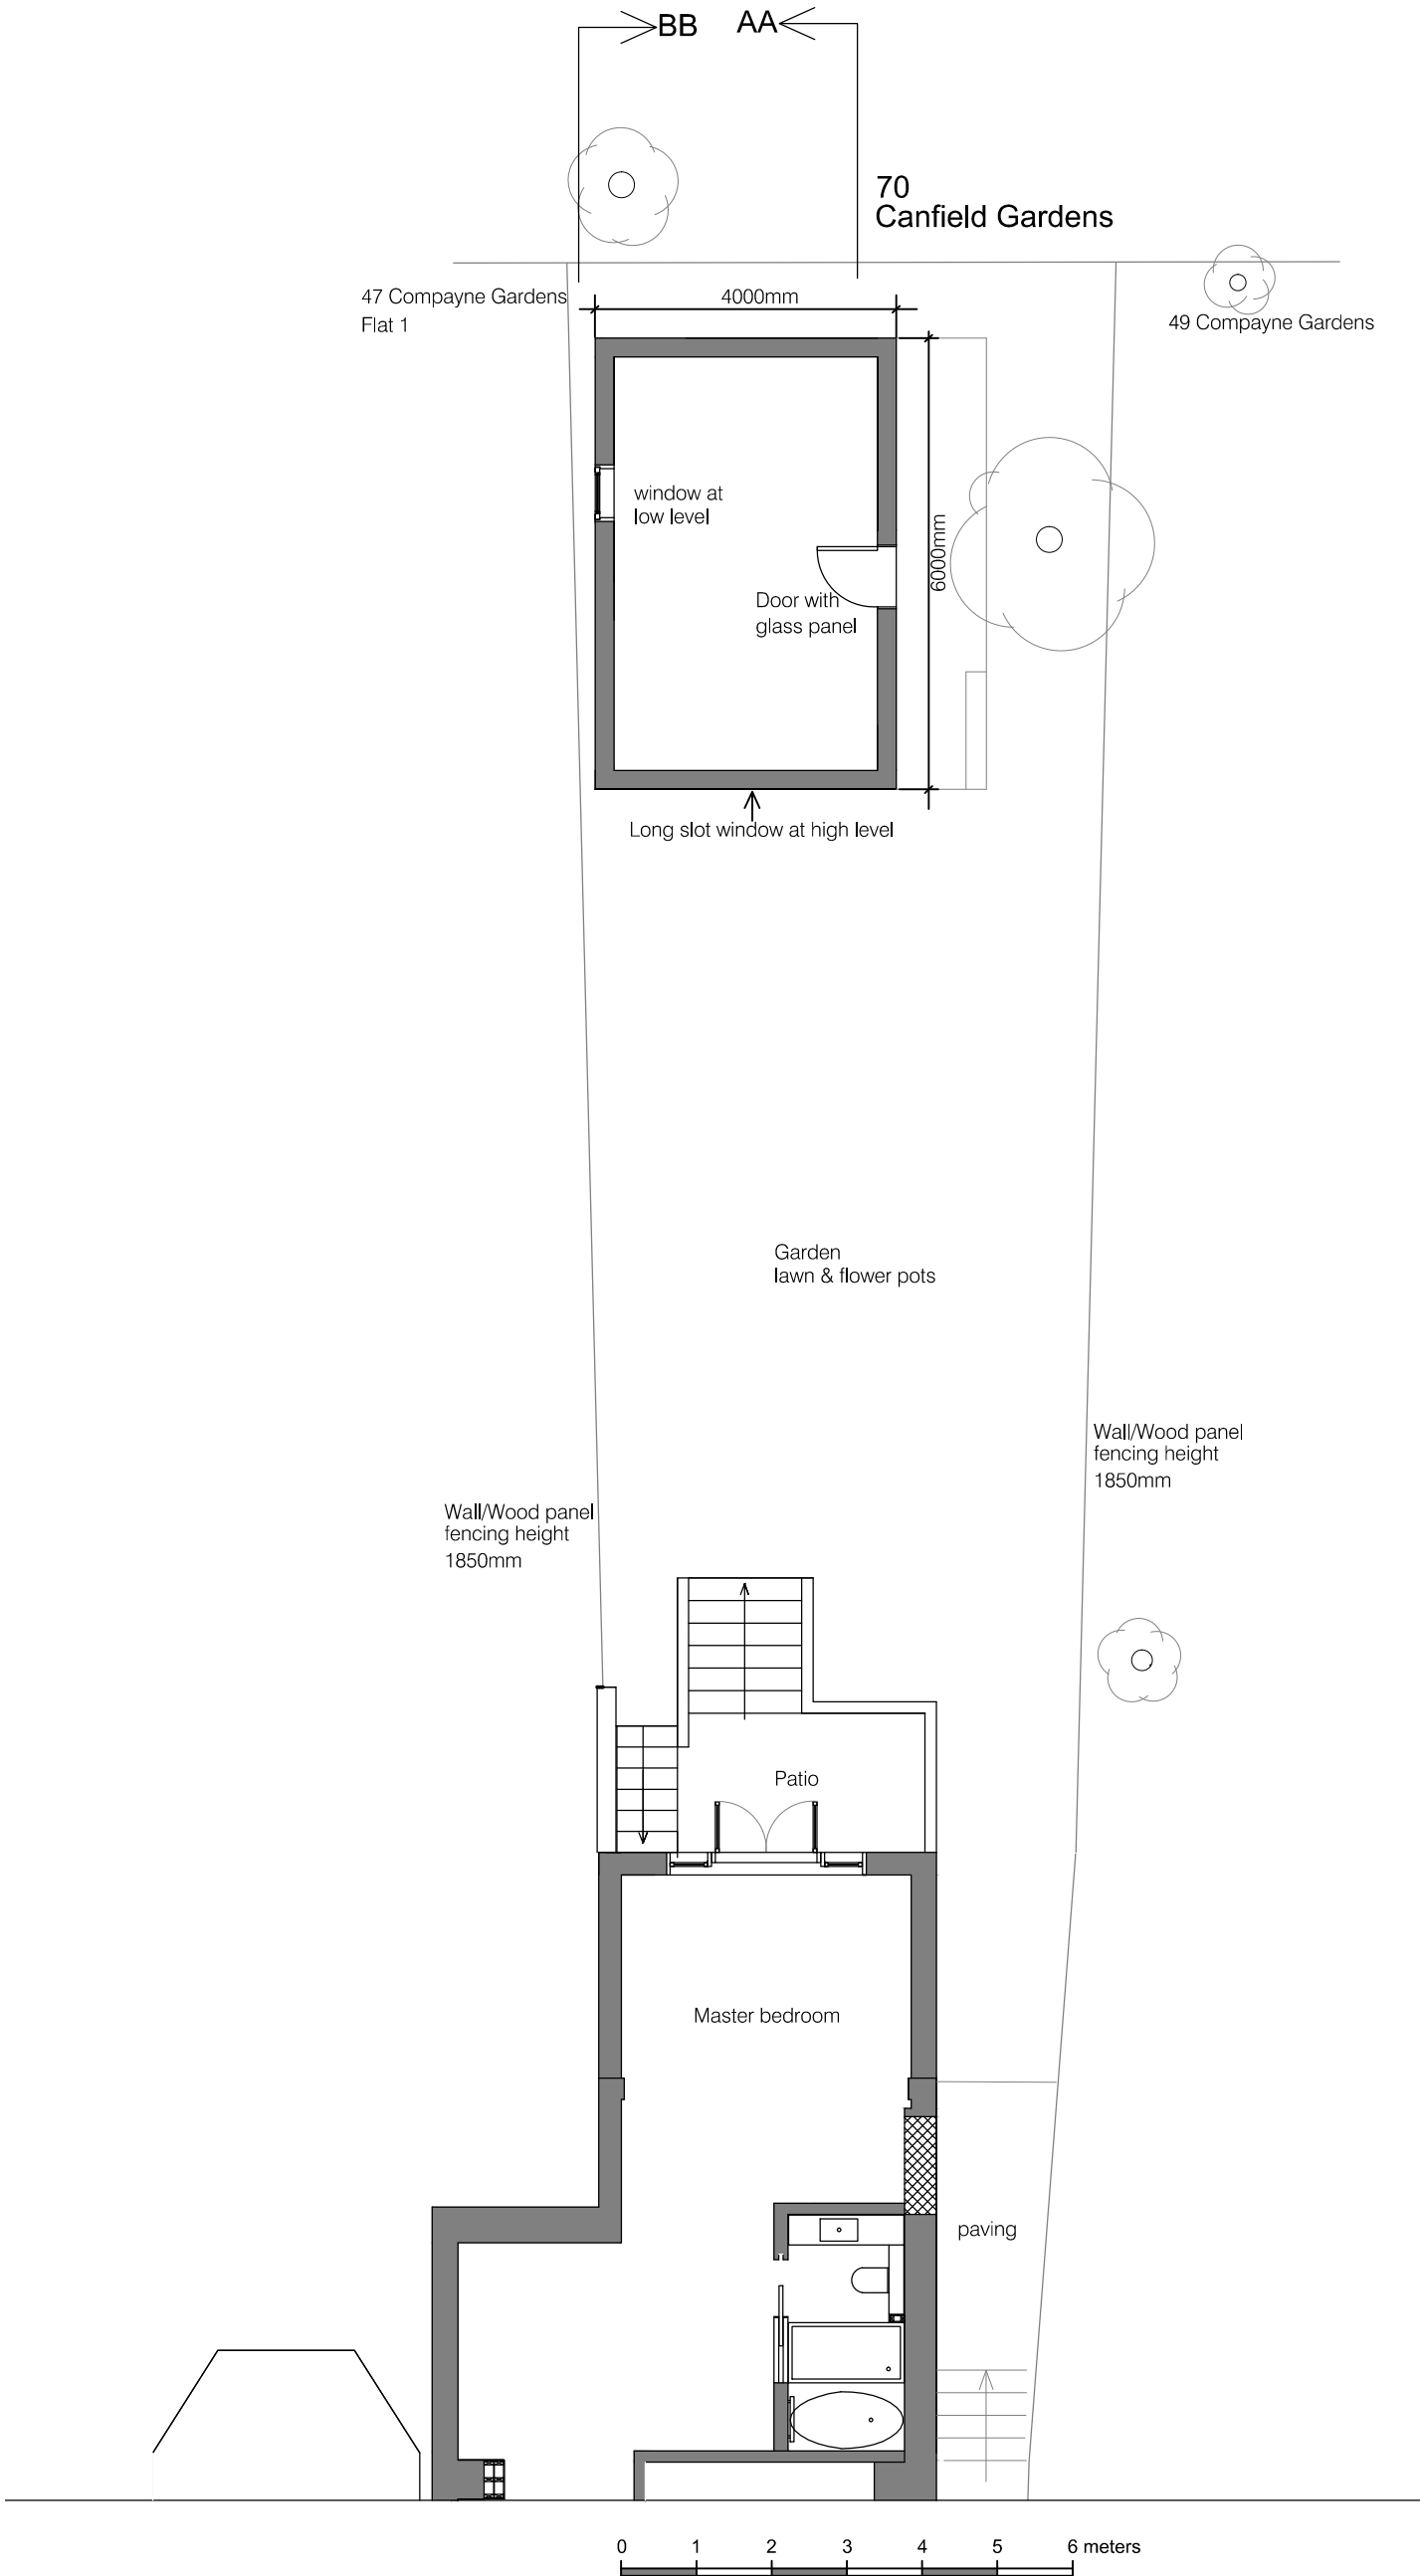 BB AA
70
Canfield Gardens
47 Compayne Gardens
Flat 1
4000mm
49 Compayne Gardens
window at
low level
6000mm
Door with
glass panel
Long slot window at high level
Garden
lawn & flower pots
Wall/Wood panel
fencing height
1850mm
Wall/Wood panel
fencing height
1850mm
Patio
Master bedroom
paving
0 1 2 3 4 5 6 meters